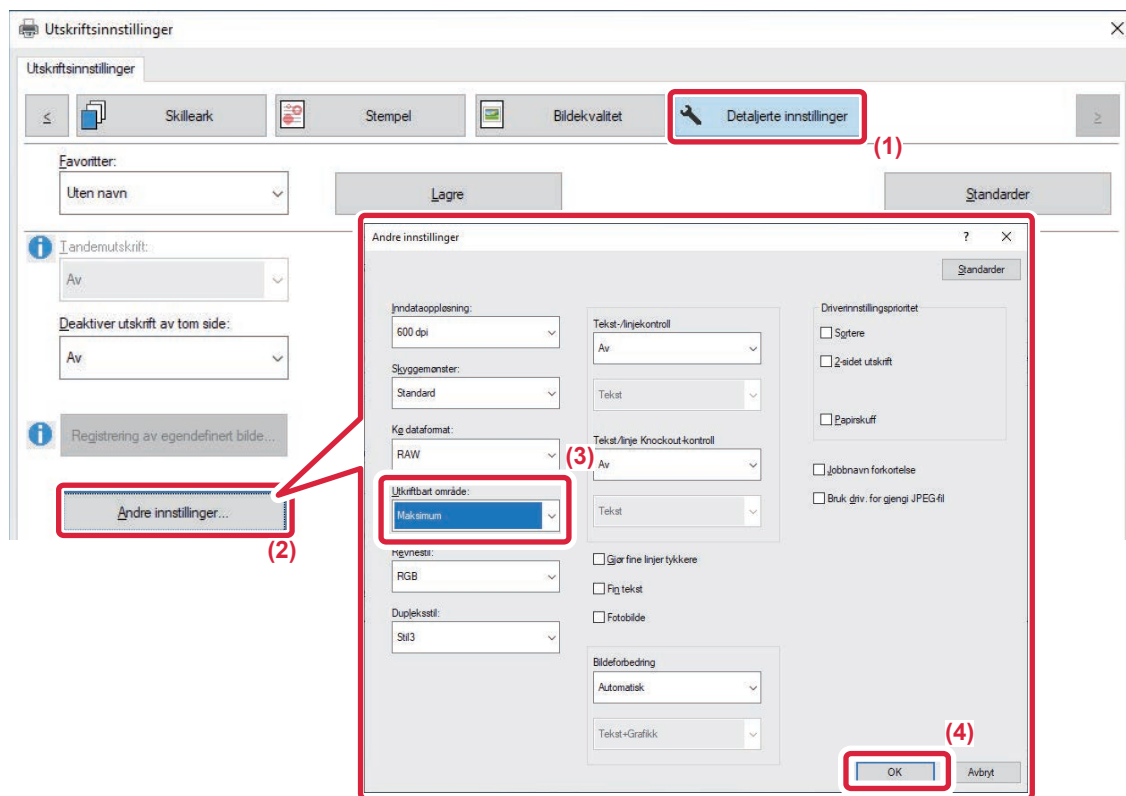 Utskriftsinnstillinger
Utskriftsinnstillinger
<
Skilleark
Stempel
Bildekvalitet
Detaljerte innstillinger
>
(1)
Favoritter:
Uten navn
Lagre
Standarder
Tandemutskrift:
Av
Deaktiver utskrift av tom side:
Av
Registrering av egendefinert bilde...
Andre innstillinger...
(2)
Andre innstillinger
?
Standarder
Inndataoppløsning:
600 dpi
Skyggemønster:
Standard
Kø dataformat:
RAW
(3)
Utkriftbart område:
Maksimum
Revnestil:
RGB
Dupleksstil:
Stil3
Tekst-/linjekontroll
Av
Tekst
Tekst/linje Knockout-kontroll
Av
Tekst
Gjør fine linjer tykkere
Fin tekst
Fotobilde
Bildeforbedring
Automatisk
Tekst+Grafikk
Driverinnstillingsprioritet
Sortere
2-sidet utskrift
Papirskuff
Jobbnavn forkortelse
Bruk driv. for gjengi JPEG-fil
(4)
OK
Avbryt